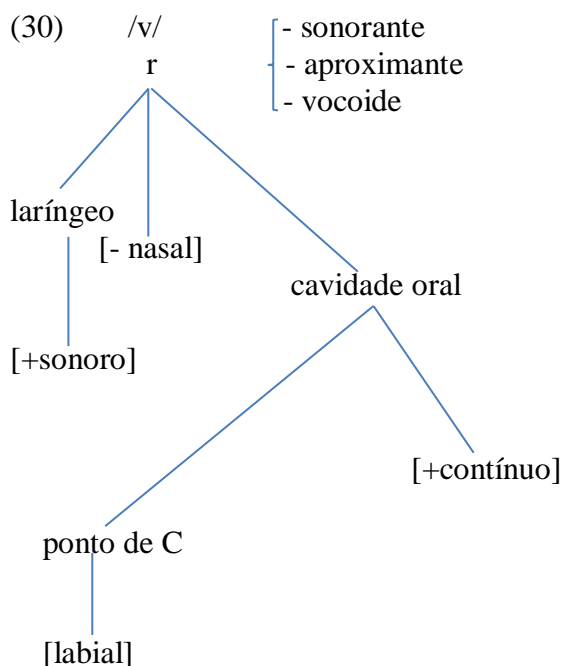 (30) /v/ - sonorante
r - aproximante
- vocoide
laríngeo
[- nasal]
cavidade oral
[+sonoro]
[+contínuo]
ponto de C
[labial]